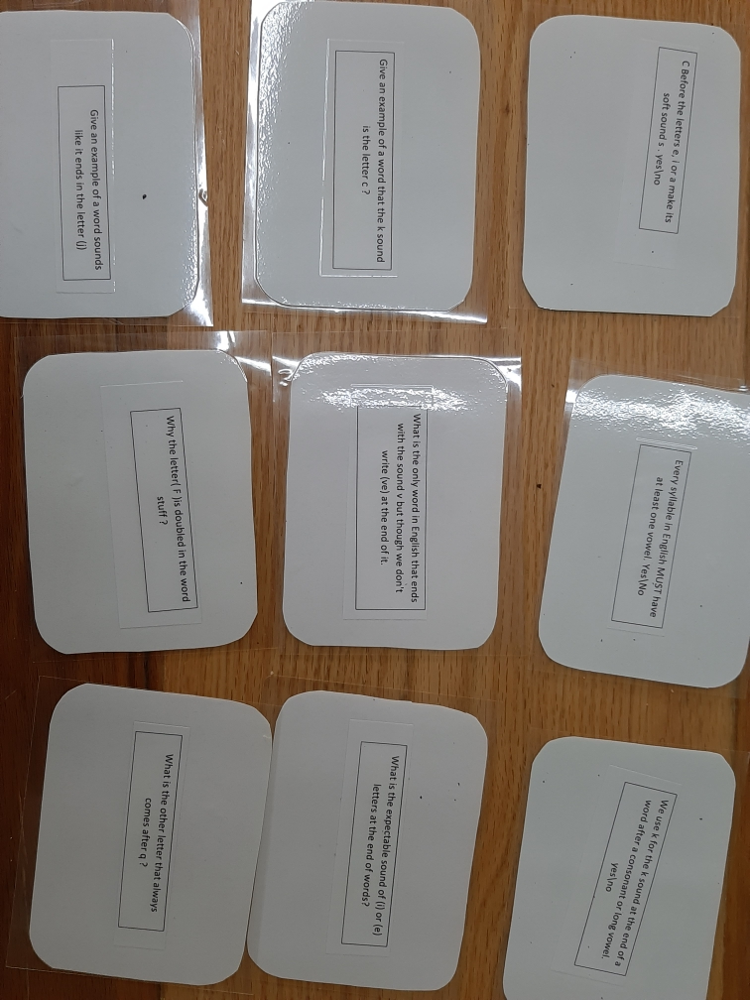 C Before the letters e, i or a make its
soft sound s . yes\no
Every syllable in English MUST have
at least one vowel. Yes\No
We use k for the k sound at the end of a
word after a consonant or long vowel.
yes\no
Give an example of a word that the k sound
is the letter c ?
What is the only word in English that ends
with the sound v but though we don't
write (ve) at the end of it.
What is the expectable sound of (i) or (e)
letters at the end of words?
Give an example of a word sounds
like it ends in the letter (j)
Why the letter( F )is doubled in the word
stuff ?
What is the other letter that always
comes after q ?